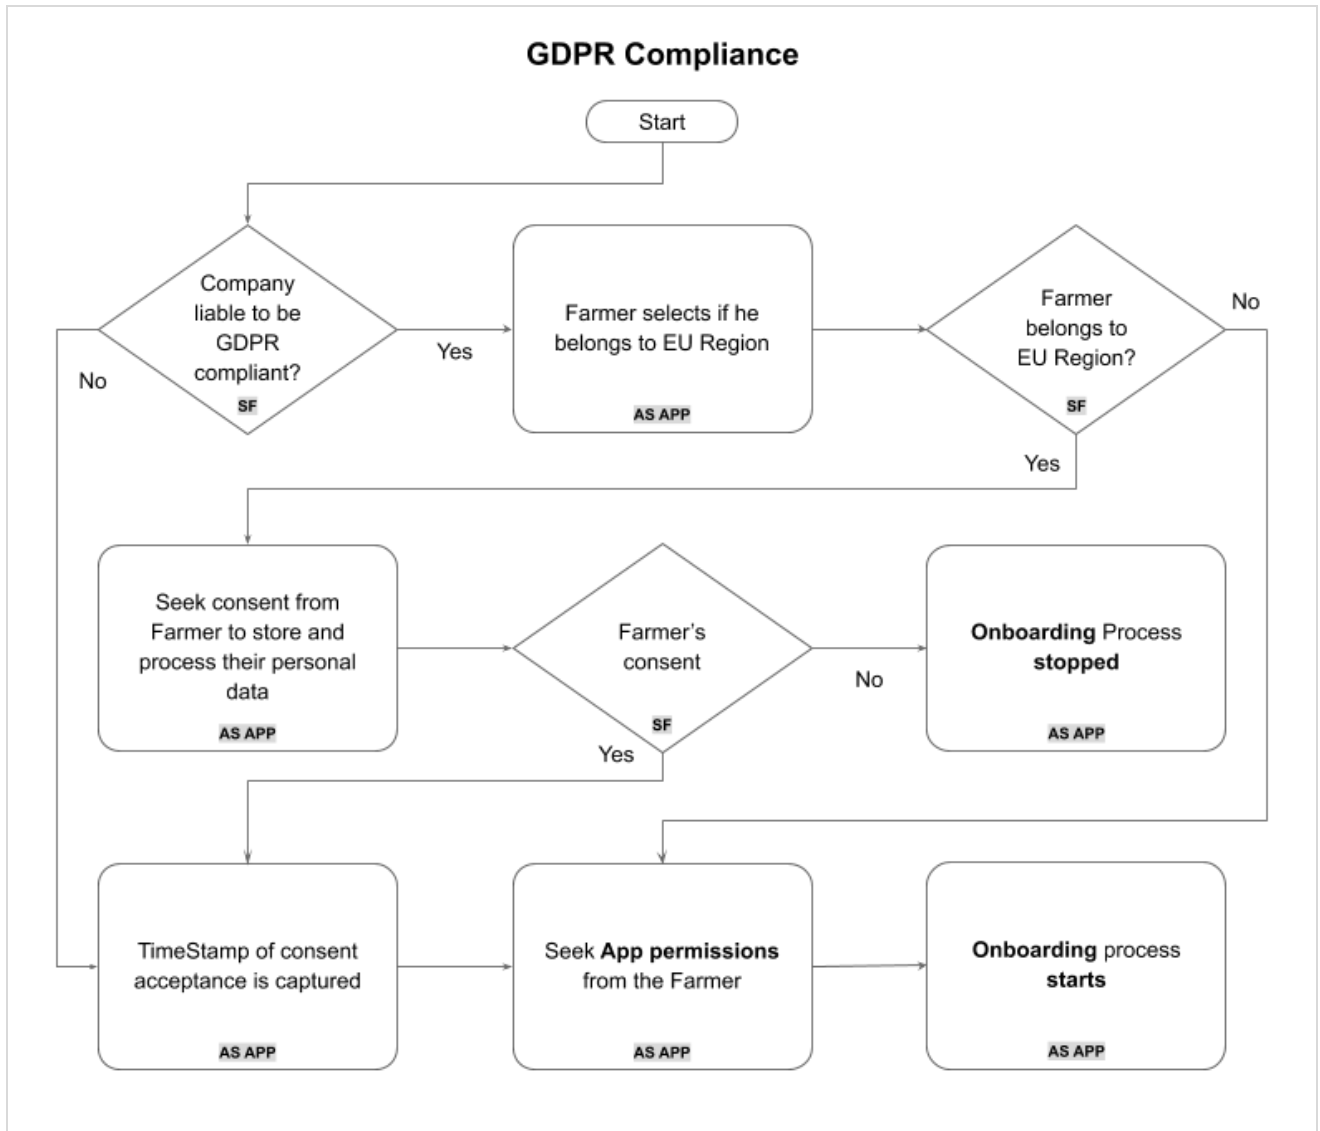 GDPR Compliance
Start
Company
liable to be
GDPR
compliant?
SF
Yes
No
Farmer selects if he
belongs to EU Region
AS APP
Farmer
belongs to
EU Region?
SF
No
Yes
Seek consent from
Farmer to store and
process their personal
data
AS APP
Farmer’s
consent
SF
No
Yes
Onboarding Process
stopped
AS APP
TimeStamp of consent
acceptance is captured
AS APP
Seek App permissions
from the Farmer
AS APP
Onboarding process
starts
AS APP